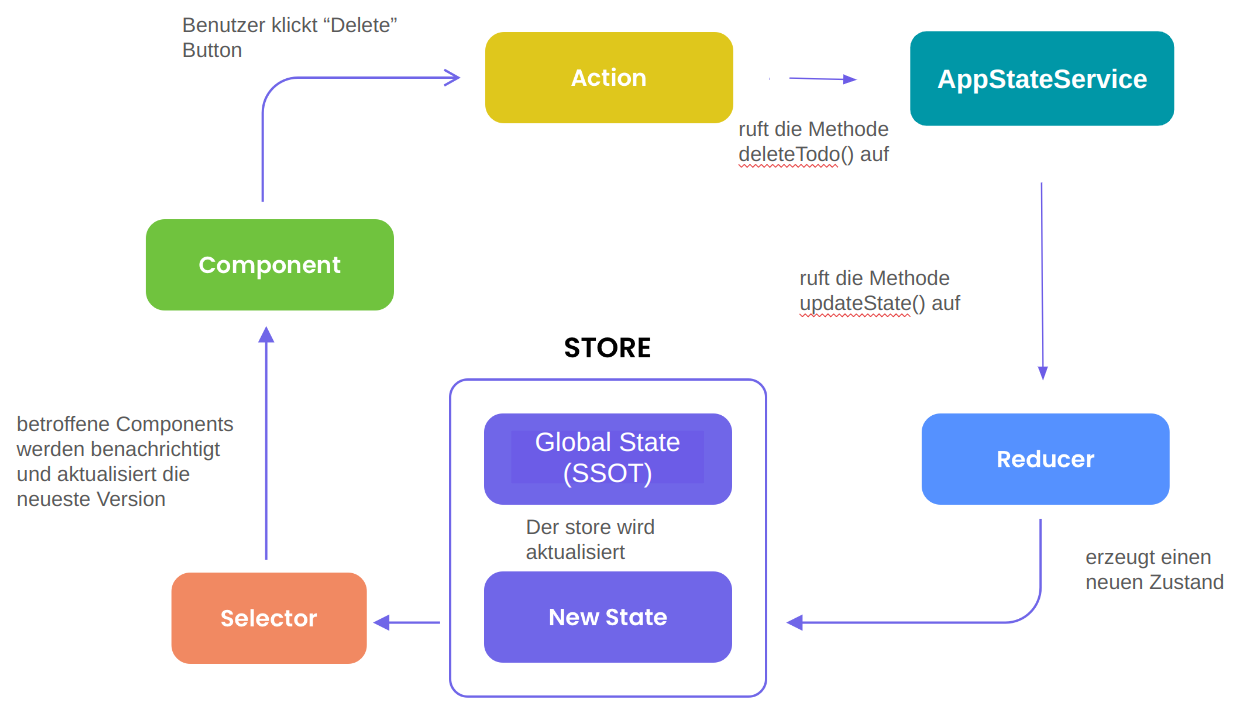 Benutzer klickt “Delete”
Button
Action
AppStateService
ruft die Methode
deleteTodo() auf
Component
ruft die Methode
updateState() auf
STORE
Global State
(SSOT)
Reducer
betroffene Components
werden benachrichtigt
und aktualisiert die
neueste Version
Der store wird
aktualisiert
erzeugt einen
neuen Zustand
Selector
New State